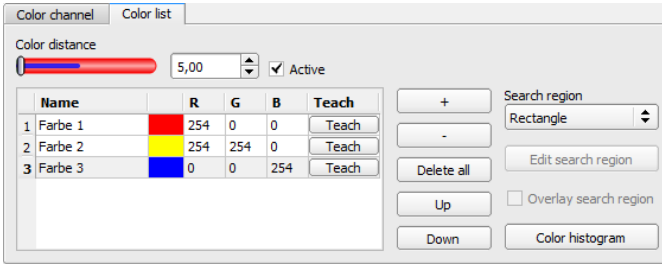 Color channel Color list
Color distance
5,00 Active
Name R G B Teach
1 Farbe 1 254 0 0 Teach
2 Farbe 2 254 254 0 Teach
3 Farbe 3 0 0 254 Teach
+
-
Delete all
Up
Down
Search region
Rectangle
Edit search region
Overlay search region
Color histogram